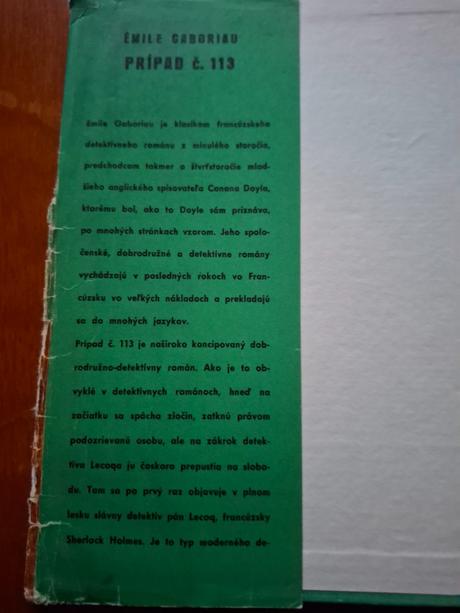 ÉMILE GABORIAU
PRÍPAD č. 113
Émile Gaboriau je klasikom francúzskeho
detektívneho románu z minulého storočia,
predchodcom takmer o štvrťstoročie mlad-
šieho anglického spisovateľa Conana Doyla,
ktorému bol, ako to Doyle sám priznáva,
po mnohých stránkach vzorom. Jeho spolo-
čenské, dobrodružné a detektívne romány
vychádzajú v posledných rokoch vo Fran-
cúzsku vo veľkých nákladoch a prekladajú
sa do mnohých jazykov.
Prípad č. 113 je naširoko koncipovaný dob-
rodružno-detektívny román. Ako je to ob-
vyklé v detektívnych románoch, hneď na
začiatku sa spácha zločin, zatknú právom
podozrievanú osobu, ale na zákrok detek-
tíva Lecoqa ju čoskoro prepustia na slobo-
du. Tam sa po prvý raz objavuje v plnom
lesku slávny detektív pán Lecoq, francúzsky
Sherlock Holmes. Je to typ moderného de-